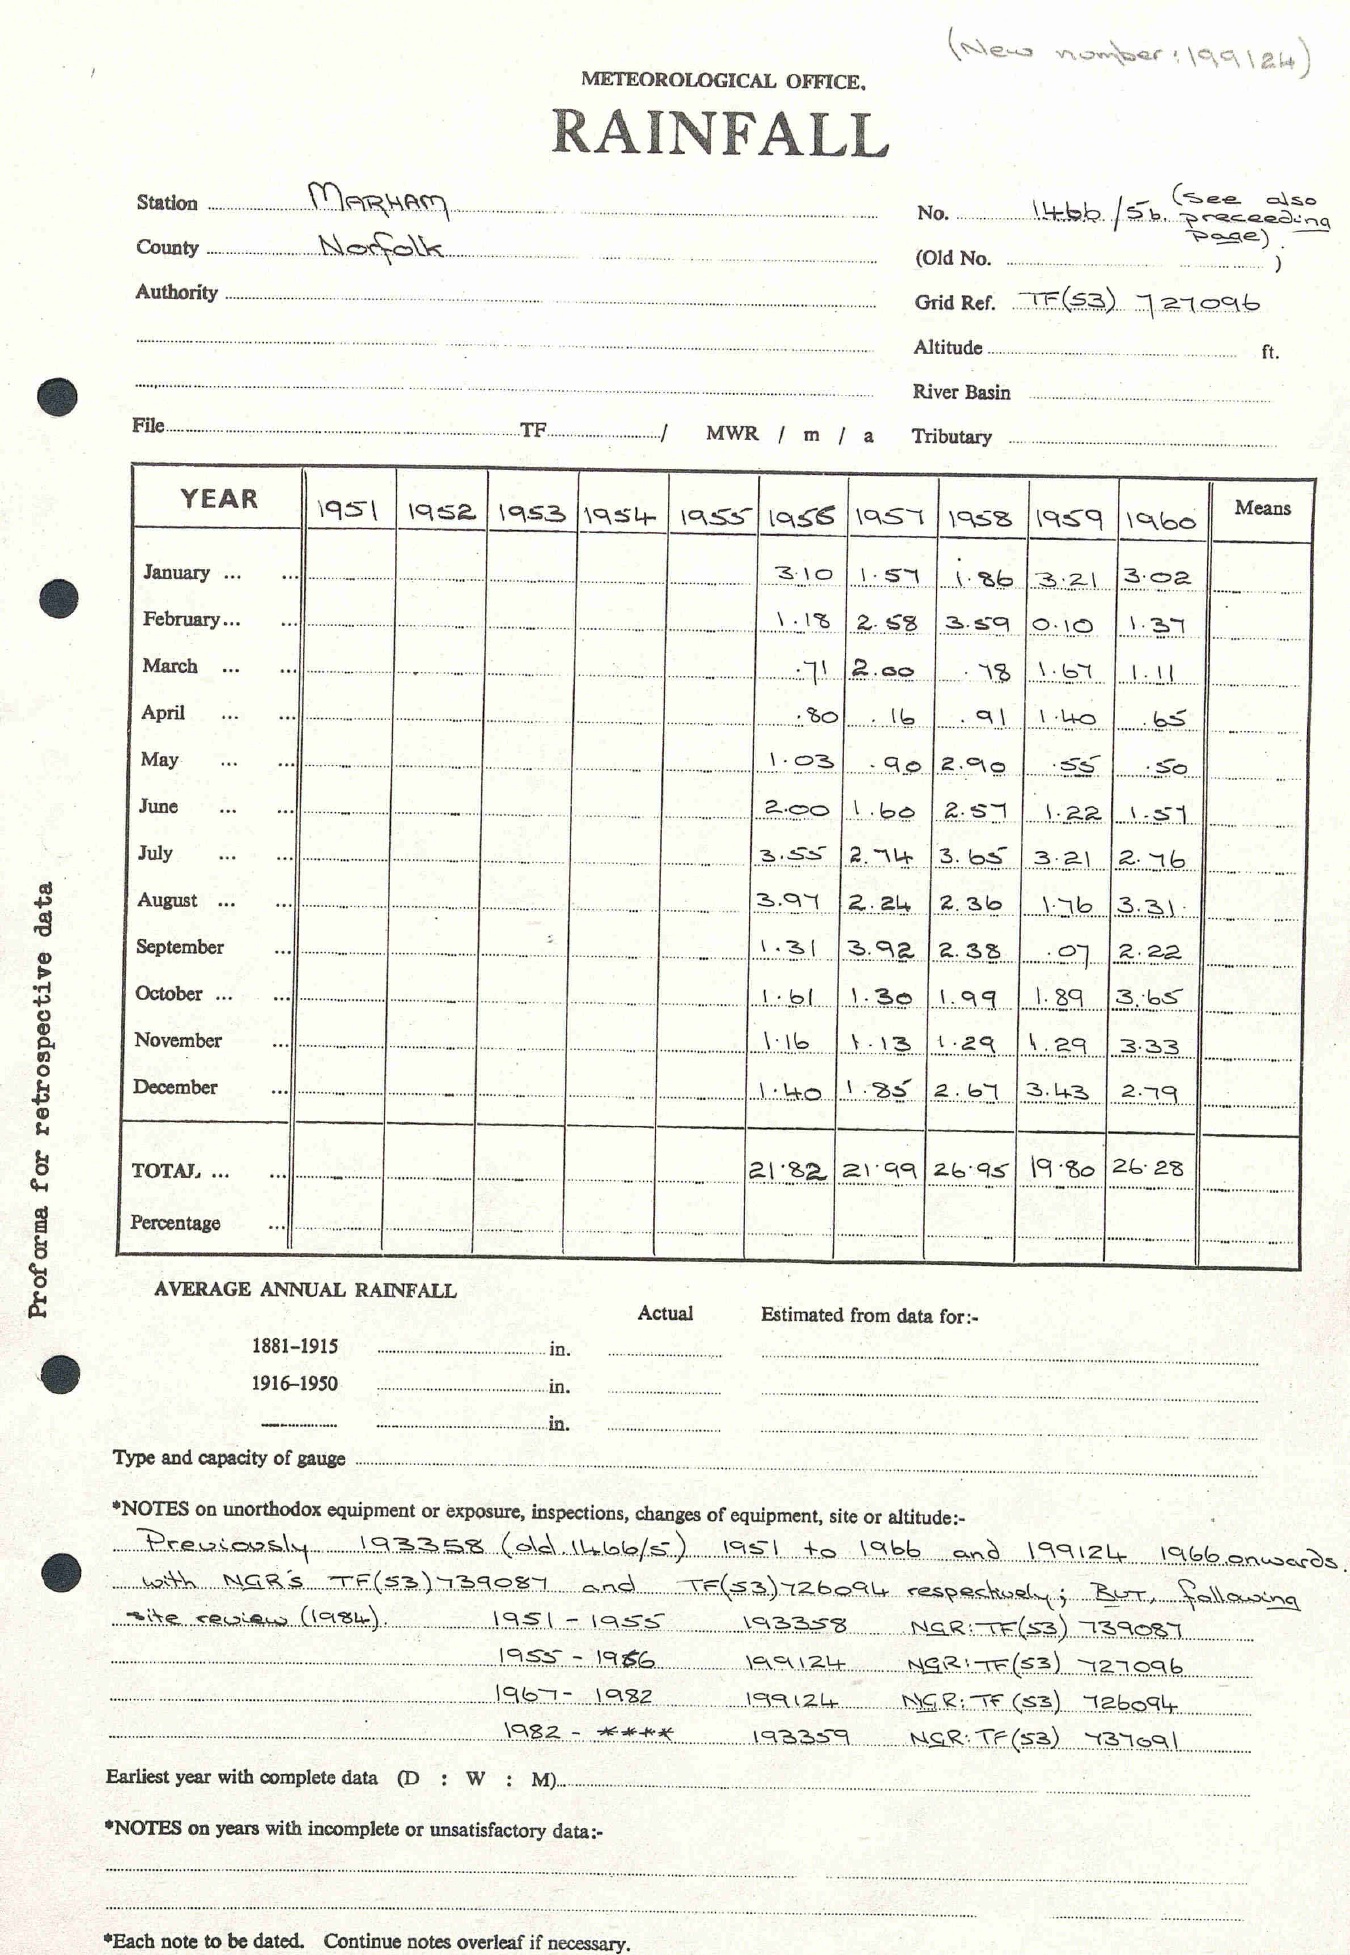 (New number: 199124)
METEOROLOGICAL OFFICE.
RAINFALL
Station MARHAM
No. 1466/5b. (See also preceeding page).
County Norfolk
(Old No. )
Authority
Grid Ref. TF(53) 727096
Altitude ft.
River Basin
File TF / MWR / m / a Tributary
YEAR 1951 1952 1953 1954 1955 1956 1957 1958 1959 1960 Means
January ... ... 3.10 1.57 1.86 3.21 3.02
February... ... 1.18 2.58 3.59 0.10 1.37
March ... ... .71 2.00 .78 1.67 1.11
April ... ... .80 .16 .91 1.40 .65
May ... ... 1.03 .90 2.90 .55 .50
June ... ... 2.00 1.60 2.57 1.22 1.57
July ... ... 3.55 2.74 3.65 3.21 2.76
August ... ... 3.97 2.24 2.36 1.76 3.31
September ... 1.31 3.92 2.38 .07 2.22
October ... ... 1.61 1.30 1.99 1.89 3.65
November ... 1.16 1.13 1.29 1.29 3.33
December ... 1.40 1.85 2.67 3.43 2.79
TOTAL ... ... 21.82 21.99 26.95 19.80 26.28
Percentage ...
Proforma for retrospective data
AVERAGE ANNUAL RAINFALL
Actual Estimated from data for:-
1881-1915 in.
1916-1950 in.
in.
Type and capacity of gauge
*NOTES on unorthodox equipment or exposure, inspections, changes of equipment, site or altitude:-
Previously 193358 (old 1466/5) 1951 to 1966 and 199124 1966 onwards.
with NGR's TF(53)739087 and TF(53)726094 respectively; BUT, following
site review (1984). 1951 - 1955 193358 NGR: TF(53) 739087
1955 - 1966 199124 NGR: TF(53) 727096
1967 - 1982 199124 NGR: TF(53) 726094
1982 - **** 193359 NGR: TF(53) 737091
Earliest year with complete data (D : W : M)
*NOTES on years with incomplete or unsatisfactory data:-
*Each note to be dated. Continue notes overleaf if necessary.